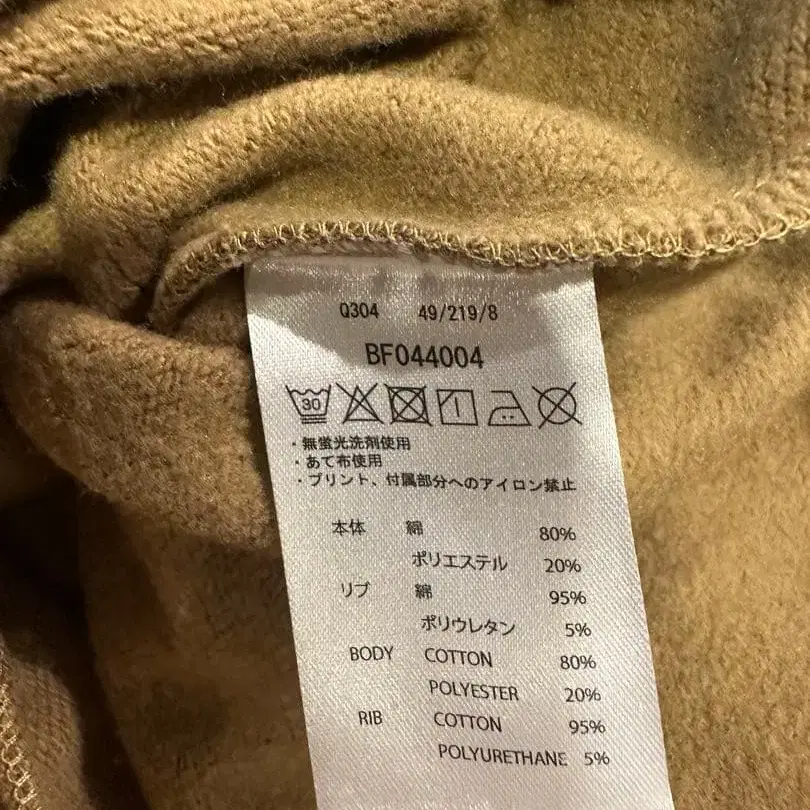 Q304 49/219/8
BF044004
30
・無蛍光洗剤使用
・あて布使用
・プリント、付属部分へのアイロン禁止
本体 綿 80%
ポリエステル 20%
リブ 綿 95%
ポリウレタン 5%
BODY COTTON 80%
POLYESTER 20%
RIB COTTON 95%
POLYURETHANE 5%